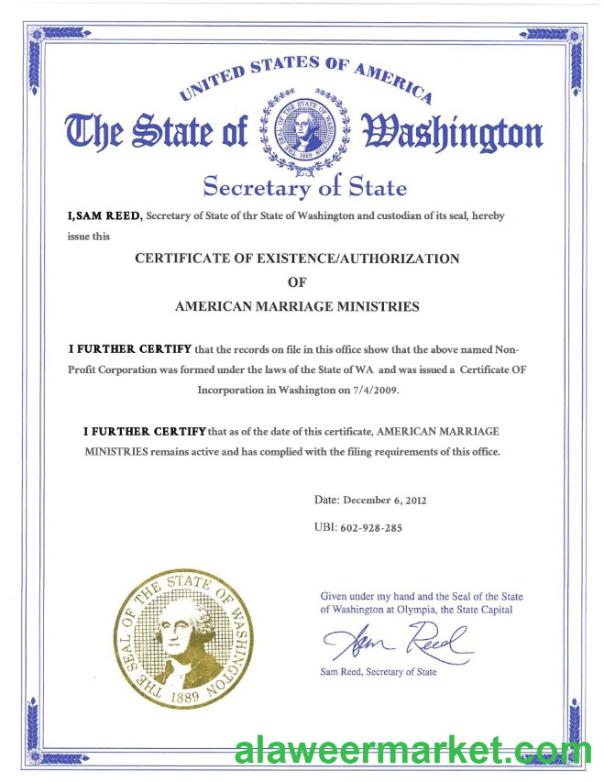 UNITED STATES OF AMERICA
The State of Washington
THE SEAL OF THE STATE OF WASHINGTON
1889
Secretary of State
I, SAM REED, Secretary of State of thr State of Washington and custodian of its seal, hereby
issue this
CERTIFICATE OF EXISTENCE/AUTHORIZATION
OF
AMERICAN MARRIAGE MINISTRIES
I FURTHER CERTIFY that the records on file in this office show that the above named Non-
Profit Corporation was formed under the laws of the State of WA and was issued a Certificate OF
Incorporation in Washington on 7/4/2009.
I FURTHER CERTIFY that as of the date of this certificate, AMERICAN MARRIAGE
MINISTRIES remains active and has complied with the filing requirements of this office.
Date: December 6, 2012
UBI: 602-928-285
THE SEAL OF THE STATE OF WASHINGTON
1889
Given under my hand and the Seal of the State
of Washington at Olympia, the State Capital
Sam Reed
Sam Reed, Secretary of State
alaweermarket.com